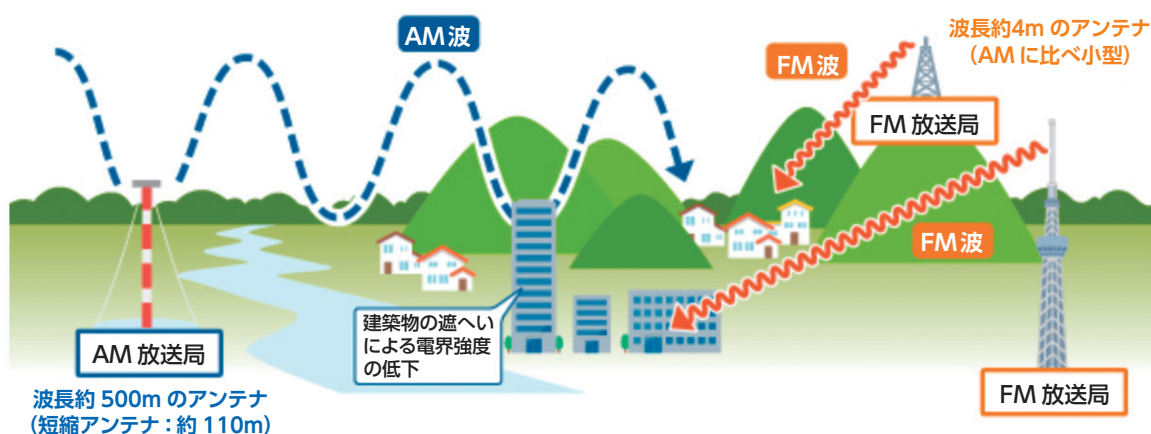 AM波
FM波
波長約4m のアンテナ
(AM に比べ小型)
FM 放送局
FM波
建築物の遮へい
による電界強度
の低下
AM 放送局
波長約 500m のアンテナ
(短縮アンテナ:約 110m)
FM 放送局